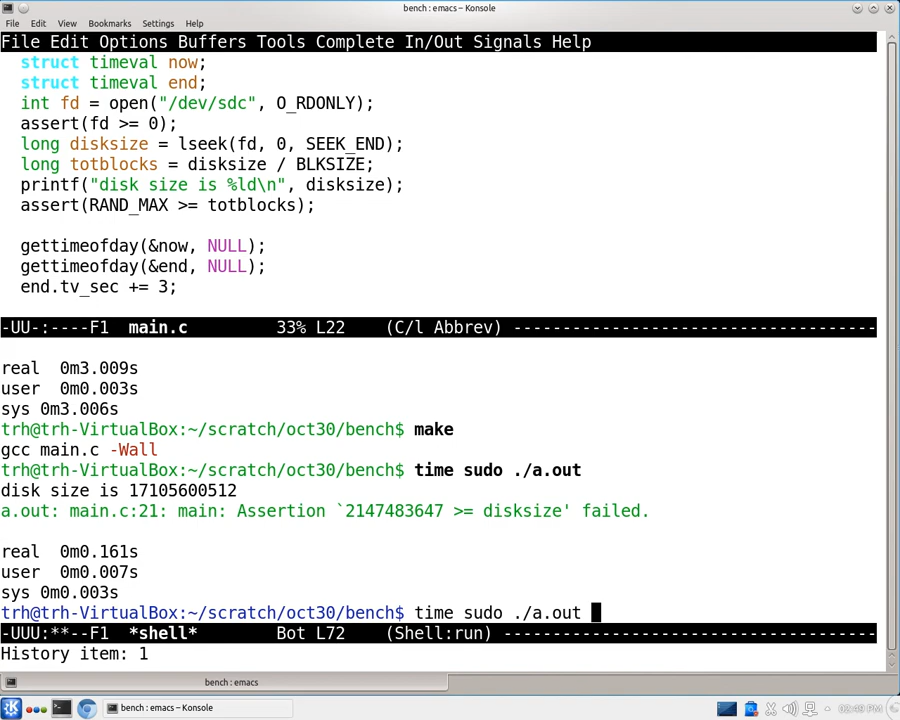 bench : emacs – Konsole
File Edit View Bookmarks Settings Help
File Edit Options Buffers Tools Complete In/Out Signals Help
struct timeval now;
struct timeval end;
int fd = open("/dev/sdc", O_RDONLY);
assert(fd >= 0);
long disksize = lseek(fd, 0, SEEK_END);
long totblocks = disksize / BLKSIZE;
printf("disk size is %ld\n", disksize);
assert(RAND_MAX >= totblocks);
gettimeofday(&now, NULL);
gettimeofday(&end, NULL);
end.tv_sec += 3;
-UU-:----F1 main.c 33% L22 (C/l Abbrev) -------------------------------------
real 0m3.009s
user 0m0.003s
sys 0m3.006s
trh@trh-VirtualBox:~/scratch/oct30/bench$ make
gcc main.c -Wall
trh@trh-VirtualBox:~/scratch/oct30/bench$ time sudo ./a.out
disk size is 17105600512
a.out: main.c:21: main: Assertion `2147483647 >= disksize' failed.
real 0m0.161s
user 0m0.007s
sys 0m0.003s
trh@trh-VirtualBox:~/scratch/oct30/bench$ time sudo ./a.out
-UUU:**--F1 *shell* Bot L72 (Shell:run) --------------------------------------
History item: 1
bench : emacs
bench : emacs – Konsole
02:49 PM